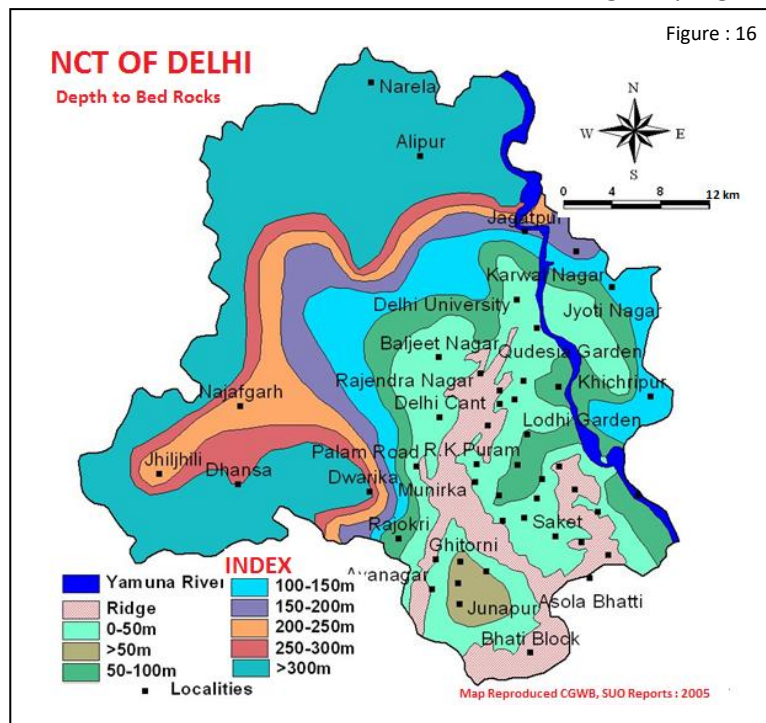 Figure : 16
NCT OF DELHI
Depth to Bed Rocks
Narela
Alipur
N
W E
S
0 4 8 12 km
Jagatpur
Karwal Nagar
Delhi University
Jyoti Nagar
Baljeet Nagar
Qudesia Garden
Rajendra Nagar
Khichripur
Najafgarh
Delhi Cant
Lodhi Garden
Palam Road
R.K.Puram
Jhiljhili
Dhansa
Dwarika
Munirka
Rajokri
Saket
Ghitorni
Ayanagar
Asola Bhatti
Junapur
Bhati Block
INDEX
Yamuna River
Ridge
0-50m
>50m
50-100m
100-150m
150-200m
200-250m
250-300m
>300m
Localities
Map Reproduced CGWB, SUO Reports : 2005